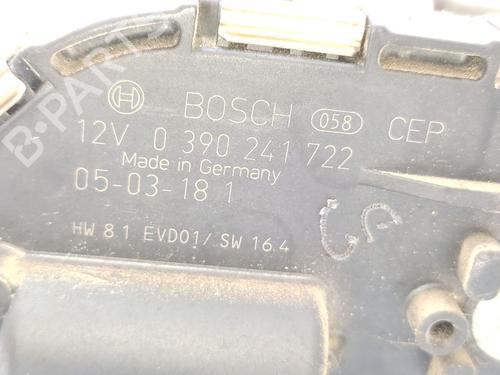 BOSCH 058 CEP
12V 0 390 241 722
Made in Germany
05-03-18 1
HW 8.1 EVD01/ SW 16.4
B-PARTS